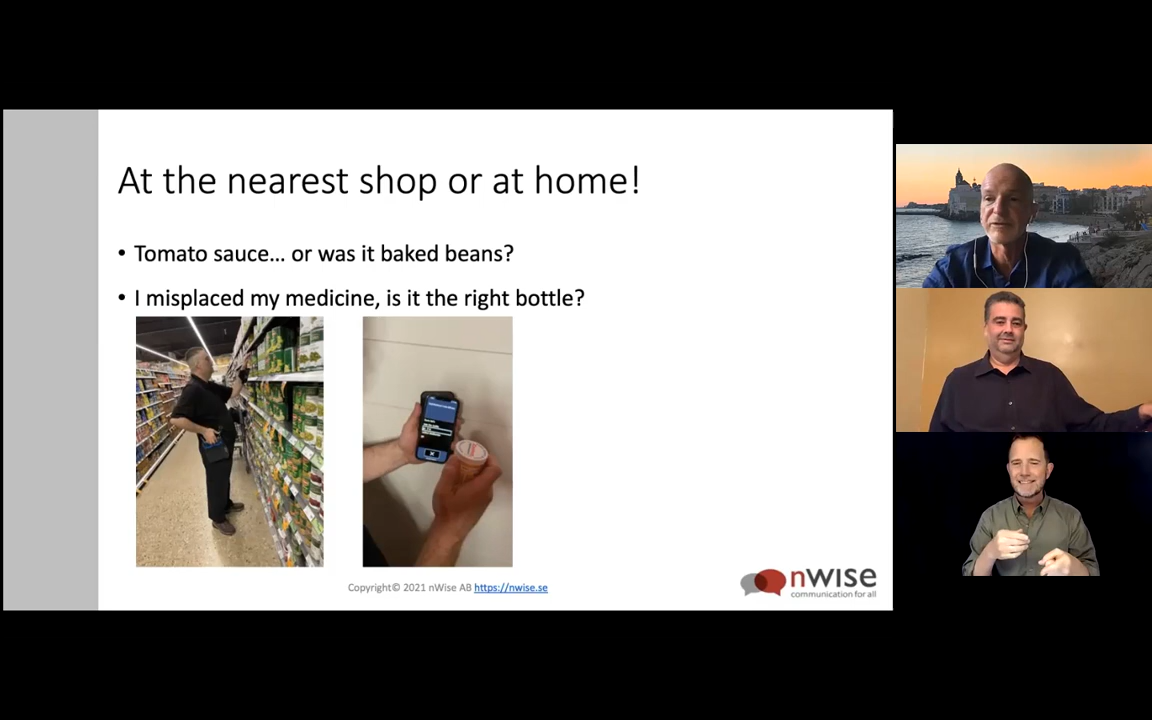 At the nearest shop or at home!
• Tomato sauce... or was it baked beans?
• I misplaced my medicine, is it the right bottle?
Copyright© 2021 nWise AB https://nwise.se
nWISE
communication for all